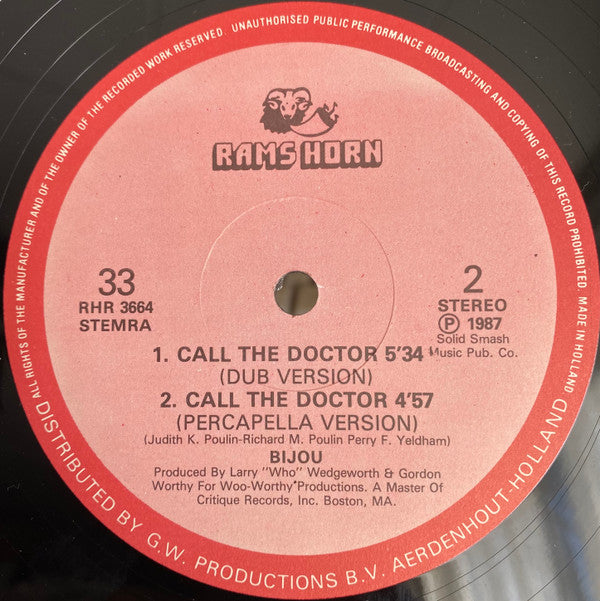 ALL RIGHTS OF THE MANUFACTURER AND OF THE OWNER OF THE RECORDED WORK RESERVED. UNAUTHORISED PUBLIC PERFORMANCE BROADCASTING AND COPYING OF THIS RECORD PROHIBITED. MADE IN HOLLAND
RAMS HORN
33
RHR 3664
STEMRA
2
STEREO
Ⓟ 1987
Solid Smash
Music Pub. Co.
1. CALL THE DOCTOR 5'34
(DUB VERSION)
2. CALL THE DOCTOR 4'57
(PERCAPELLA VERSION)
(Judith K. Poulin-Richard M. Poulin Perry F. Yeldham)
BIJOU
Produced By Larry "Who" Wedgeworth & Gordon
Worthy For Woo-Worthy Productions. A Master Of
Critique Records, Inc. Boston, MA.
DISTRIBUTED BY G.W. PRODUCTIONS B.V. AERDENHOUT-HOLLAND